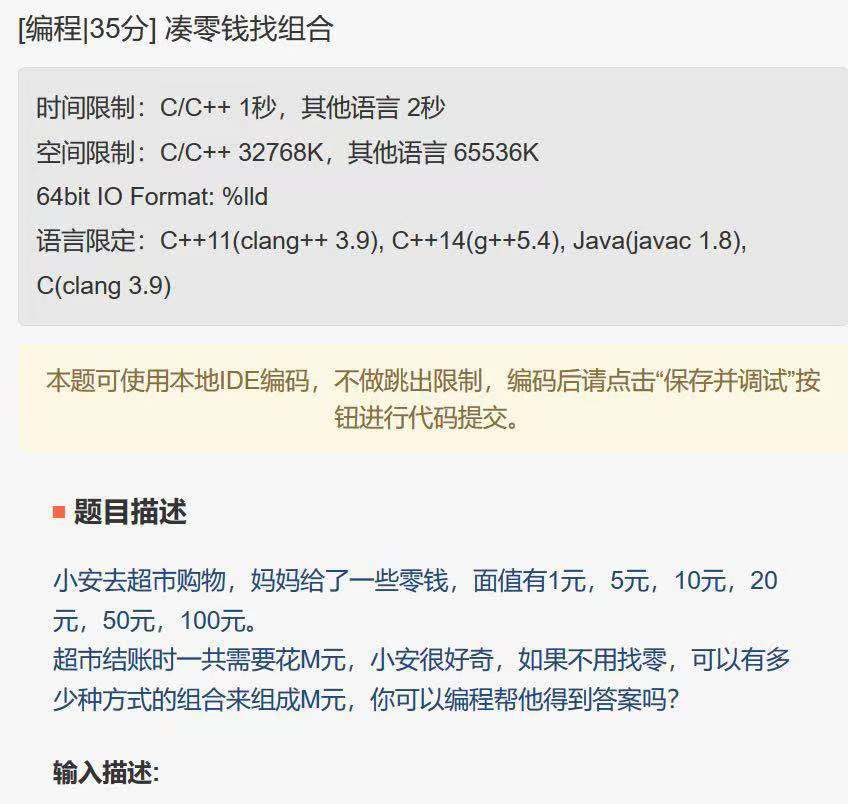 [编程|35分] 凑零钱找组合
时间限制：C/C++ 1秒，其他语言 2秒
空间限制：C/C++ 32768K，其他语言 65536K
64bit IO Format: %lld
语言限定：C++11(clang++ 3.9), C++14(g++5.4), Java(javac 1.8),
C(clang 3.9)
本题可使用本地IDE编码，不做跳出限制，编码后请点击“保存并调试”按
钮进行代码提交。
题目描述
小安去超市购物，妈妈给了一些零钱，面值有1元，5元，10元，20
元，50元，100元。
超市结账时一共需要花M元，小安很好奇，如果不用找零，可以有多
少种方式的组合来组成M元，你可以编程帮他得到答案吗？
输入描述: